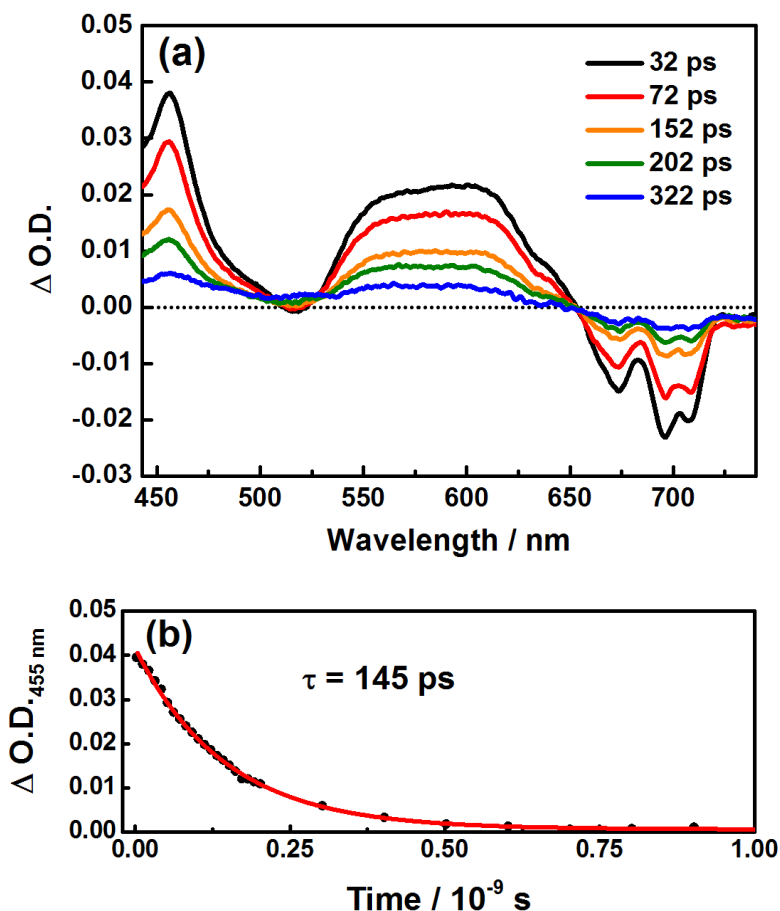 (a)
0.05
0.04
0.03
0.02
0.01
0.00
-0.01
-0.02
-0.03
Δ O.D.
32 ps
72 ps
152 ps
202 ps
322 ps
450 500 550 600 650 700
Wavelength / nm
(b)
0.05
0.04
0.03
0.02
0.01
0.00
Δ O.D.455 nm
τ = 145 ps
0.00 0.25 0.50 0.75 1.00
Time / 10⁻⁹ s